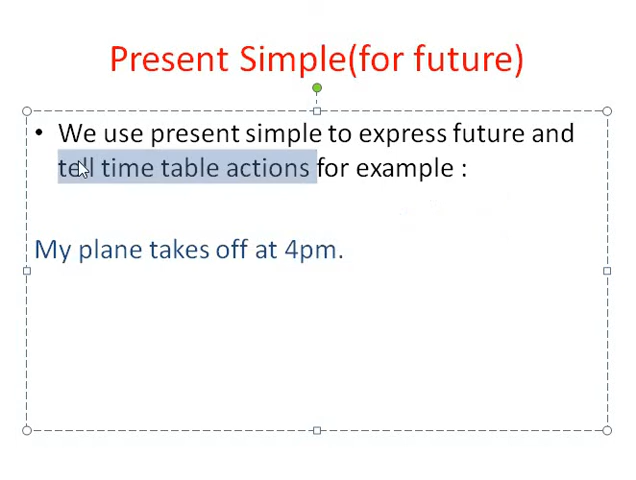 Present Simple(for future)
• We use present simple to express future and
tell time table actions for example :
My plane takes off at 4pm.